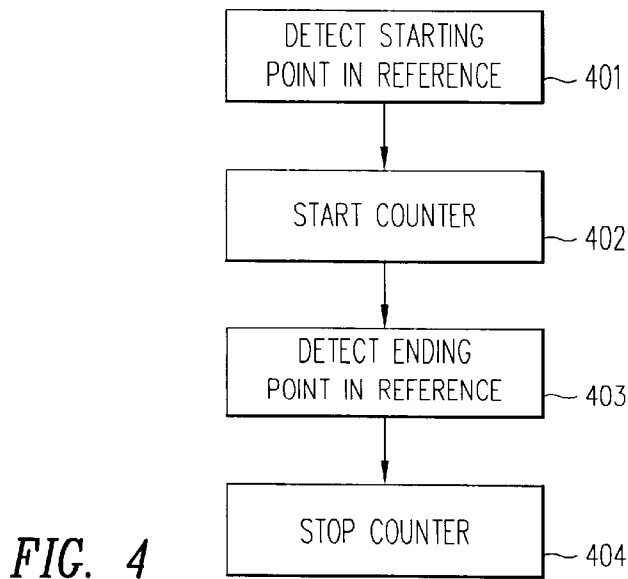 DETECT STARTING
POINT IN REFERENCE
401
START COUNTER
402
DETECT ENDING
POINT IN REFERENCE
403
STOP COUNTER
404
FIG. 4